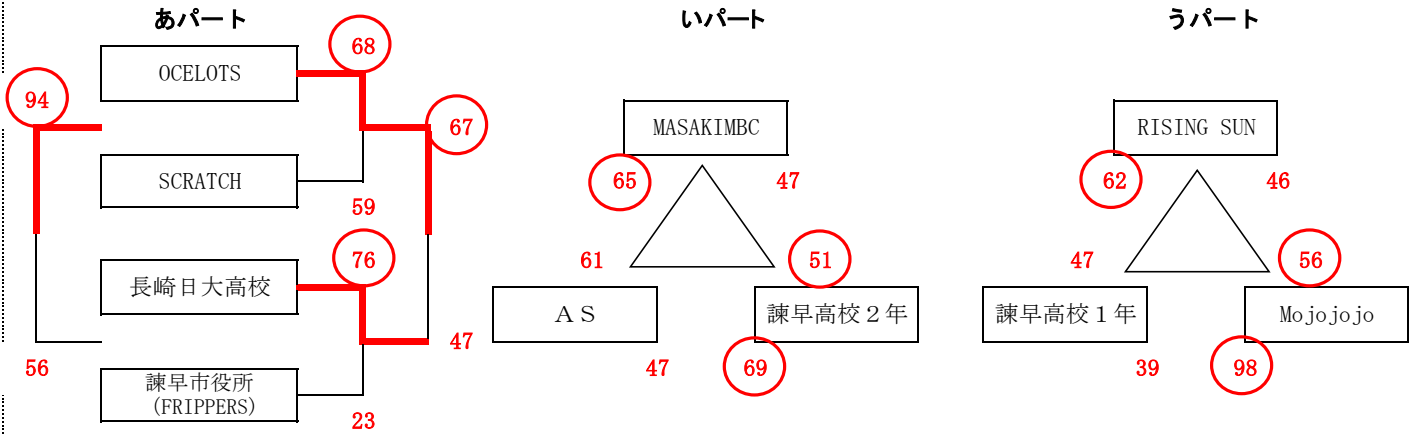 あパート
いパート
うパート
68
OCELOTS
94
67
MASAKIMBC
RISING SUN
SCRATCH
65
47
62
46
59
76
61
51
47
56
長崎日大高校
ＡＳ
諫早高校２年
諫早高校１年
Mojojojo
47
56
47
69
39
98
諫早市役所
(FRIPPERS)
23